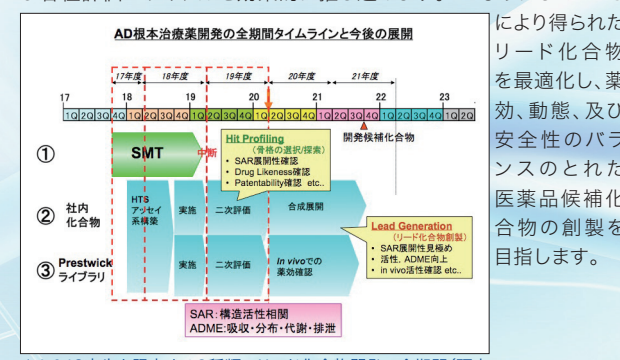 により得られた
リード化合物
を最適化し、薬
効、動態、及び
安全性のバラ
ンスのとれた
医薬品候補化
合物の創製を
目指します。
AD根本治療薬開発の全期間タイムラインと今後の展開
17年度 18年度 19年度 20年度 21年度
17 18 19 20 21 22 23
1Q 2Q 3Q 4Q 1Q 2Q 3Q 4Q 1Q 2Q 3Q 4Q 1Q 2Q 3Q 4Q 1Q 2Q 3Q 4Q 1Q 2Q 3Q 4Q 1Q 2Q
開発候補化合物
① SMT 中断
Hit Profiling
(骨格の選択/探索)
• SAR展開性確認
• Drug Likeness確認
• Patentability確認 etc..
② 社内
化合物
HTS
アッセイ
系構築
実施 二次評価 合成展開
Lead Generation
(リード化合物創製)
• SAR展開性見極め
• 活性, ADME向上
• in vivo活性確認 etc..
③ Prestwick
ライブラリ
実施 二次評価 In vivoでの
薬効確認
SAR:構造活性相関
ADME:吸収・分布・代謝・排泄